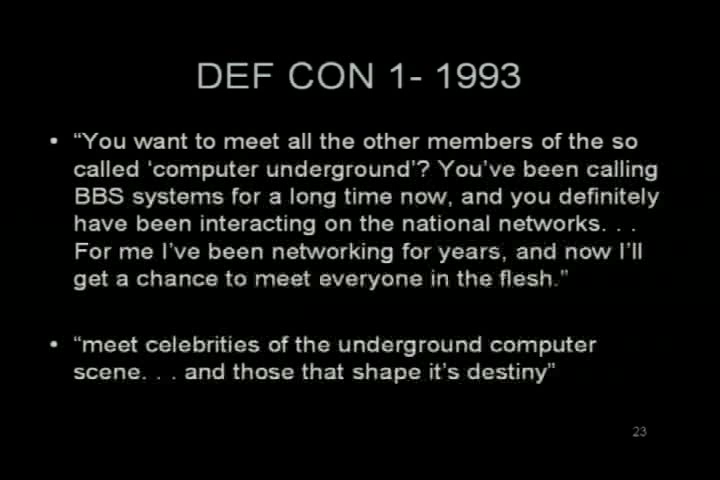 DEF CON 1- 1993
• “You want to meet all the other members of the so
called ‘computer underground’? You’ve been calling
BBS systems for a long time now, and you definitely
have been interacting on the national networks. . .
For me I’ve been networking for years, and now I’ll
get a chance to meet everyone in the flesh.”
• “meet celebrities of the underground computer
scene. . . and those that shape it’s destiny”
23